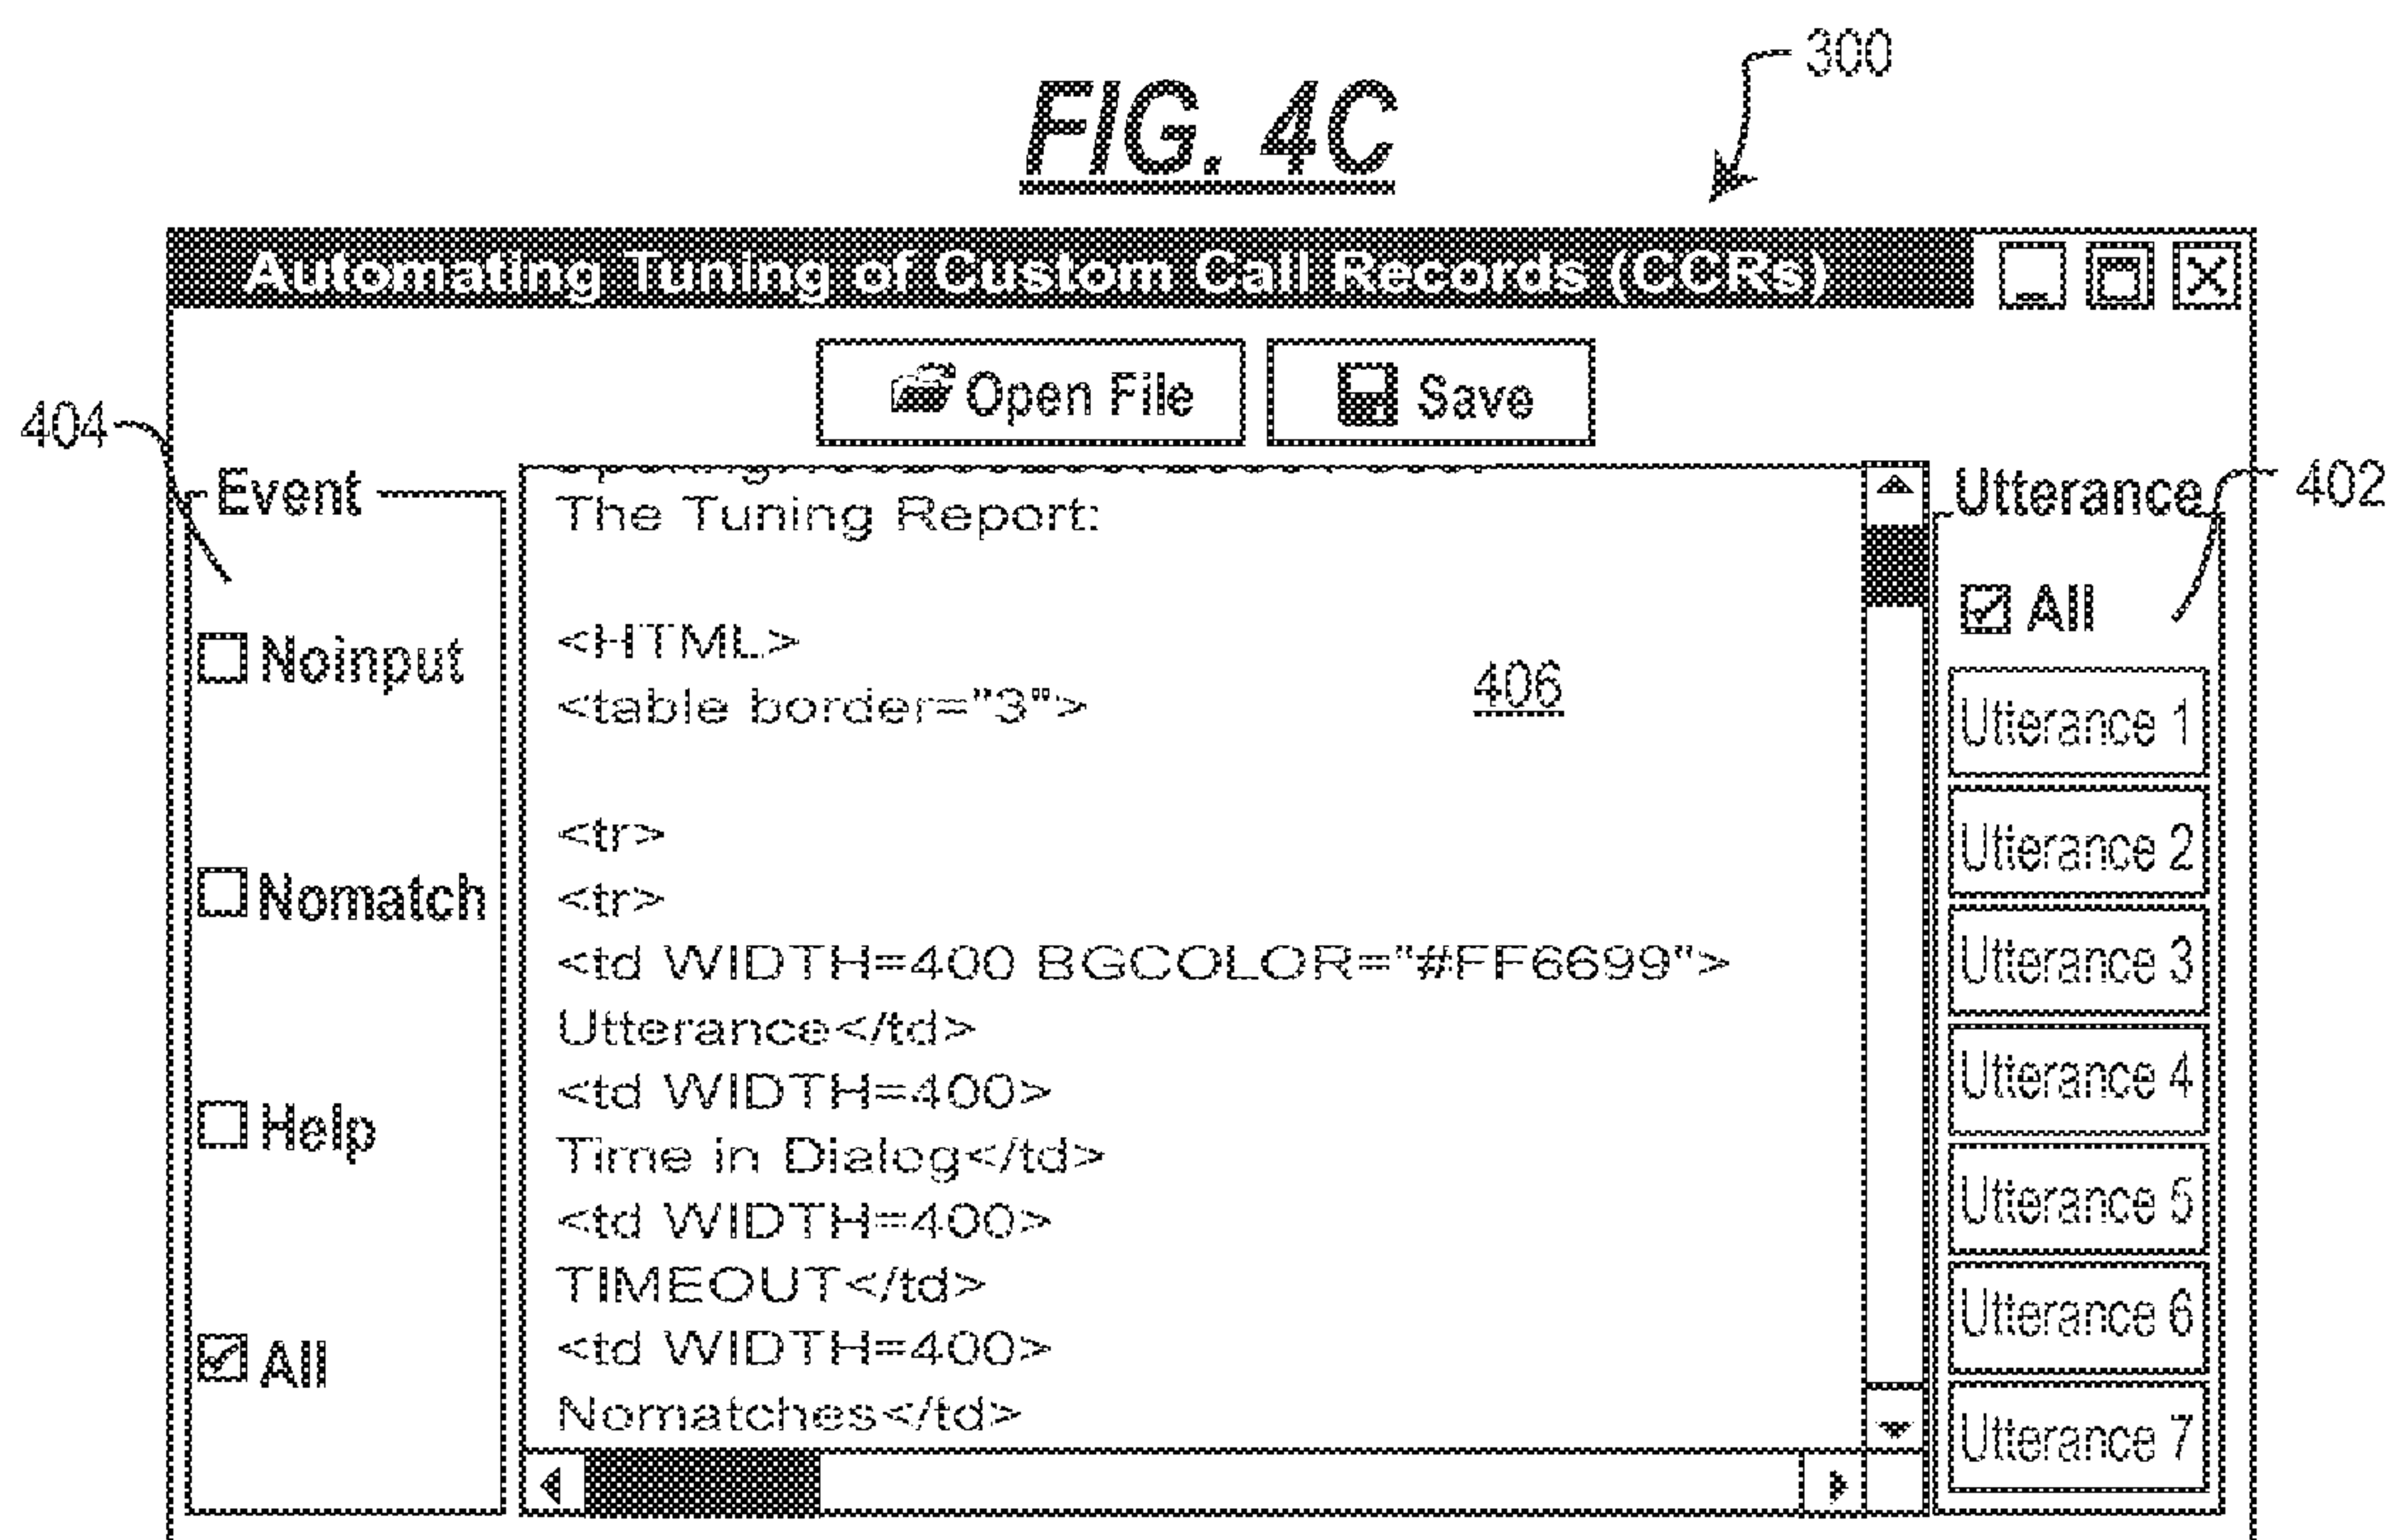 FIG. 4C
300
Automating Tuning of Custom Call Records (CCRs)
Open File
Save
404
Event
Noinput
Nomatch
Help
All
The Tuning Report:
<HTML>
<table border="3">
406
<tr>
<tr>
<td WIDTH=400 BGCOLOR="#FF6699">
Utterance</td>
<td WIDTH=400>
Time in Dialog</td>
<td WIDTH=400>
TIMEOUT</td>
<td WIDTH=400>
Nomatches</td>
Utterance
402
All
Utterance 1
Utterance 2
Utterance 3
Utterance 4
Utterance 5
Utterance 6
Utterance 7